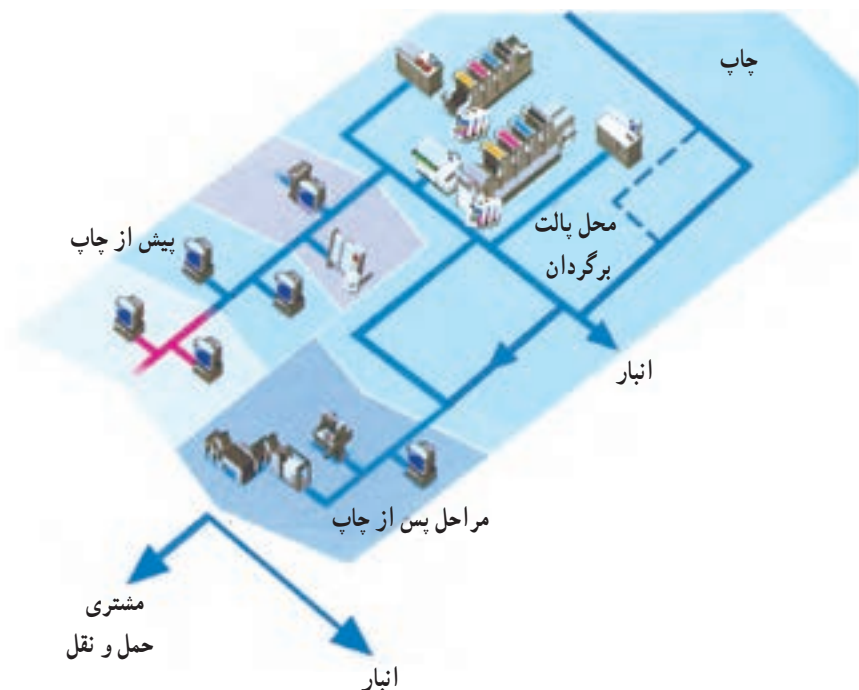 چاپ
پیش از چاپ
محل پالت
برگردان
انبار
مراحل پس از چاپ
مشتری
حمل و نقل
انبار